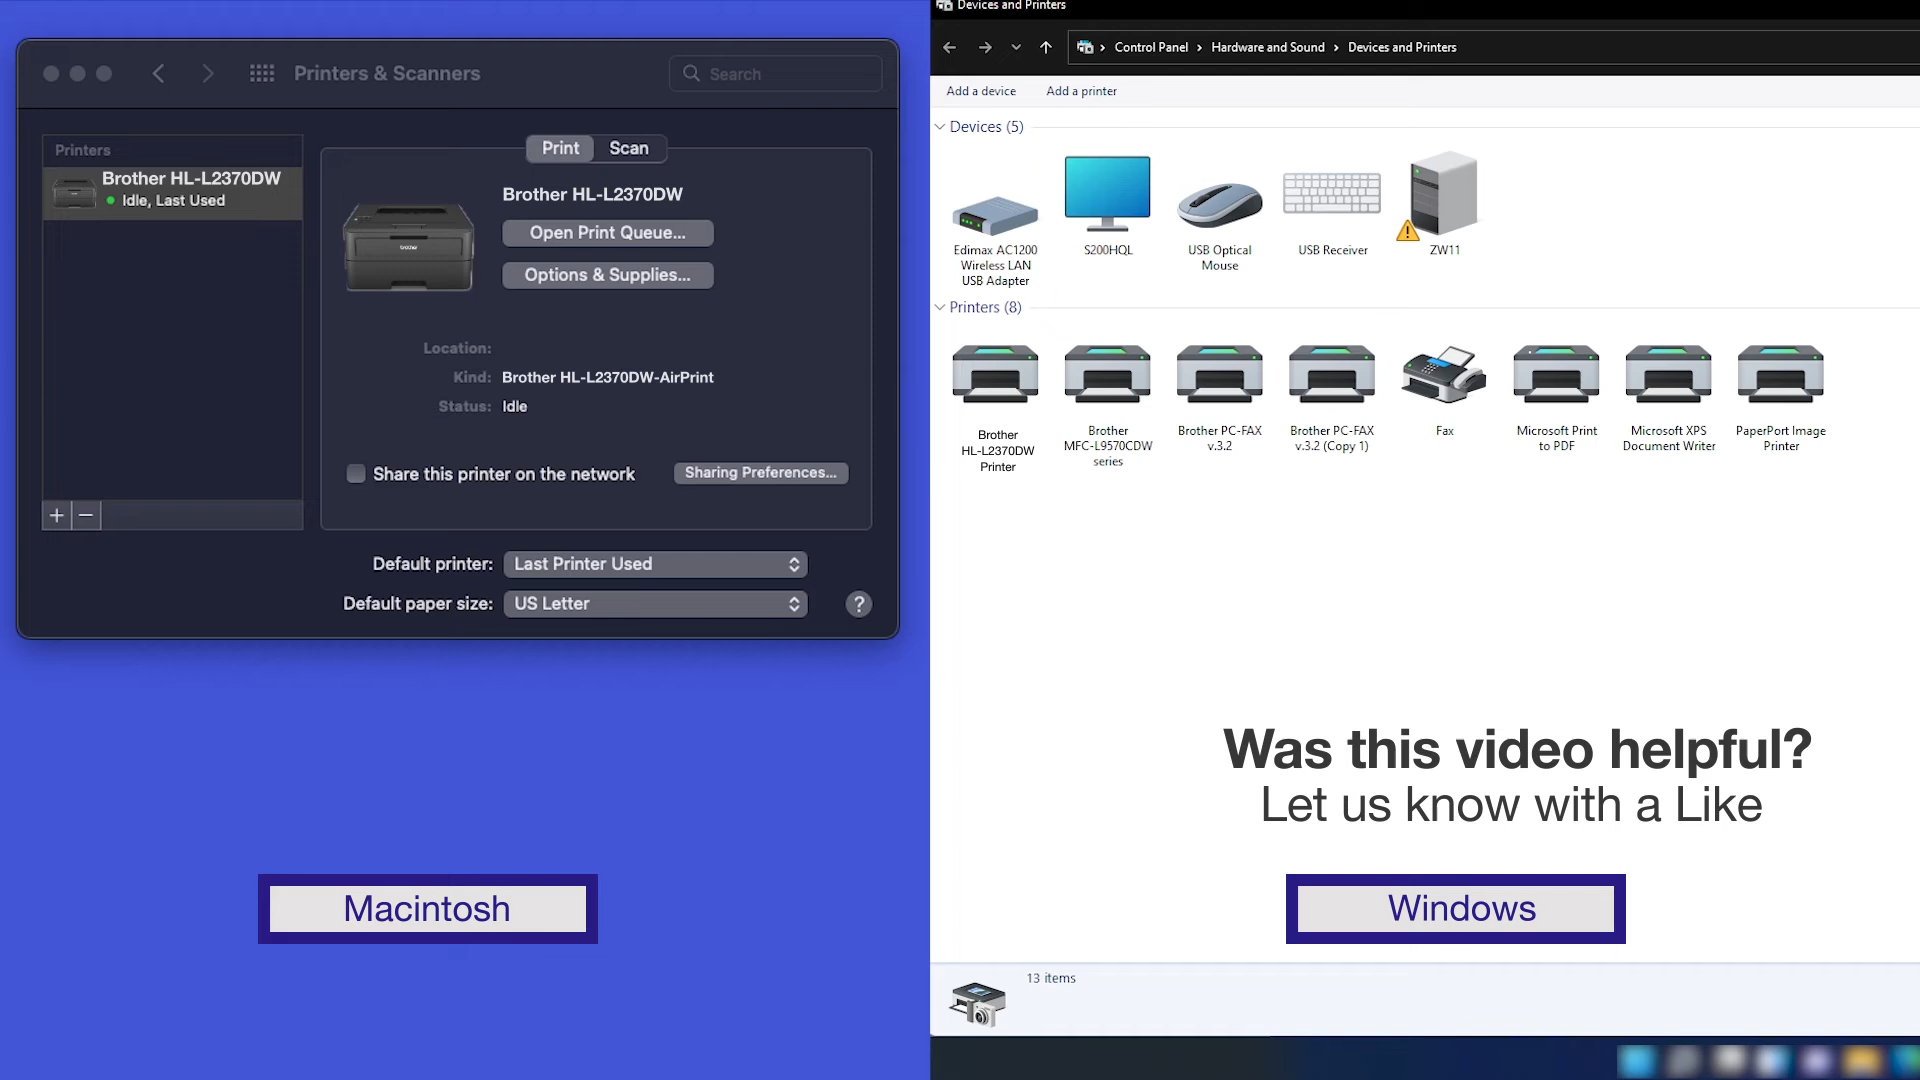 Printers & Scanners
Search
Printers
Brother HL-L2370DW
Idle, Last Used
Print
Scan
Brother HL-L2370DW
Open Print Queue...
Options & Supplies...
brother
Location:
Kind: Brother HL-L2370DW-AirPrint
Status: Idle
Share this printer on the network
Sharing Preferences...
+
−
Default printer: Last Printer Used
Default paper size: US Letter
?
Macintosh
Devices and Printers
Control Panel › Hardware and Sound › Devices and Printers
Add a device
Add a printer
Devices (5)
Edimax AC1200
Wireless LAN
USB Adapter
S200HQL
USB Optical
Mouse
USB Receiver
ZW11
Printers (8)
Brother
HL-L2370DW
Printer
Brother
MFC-L9570CDW
series
Brother PC-FAX
v.3.2
Brother PC-FAX
v.3.2 (Copy 1)
Fax
Microsoft Print
to PDF
Microsoft XPS
Document Writer
PaperPort Image
Printer
Was this video helpful?
Let us know with a Like
Windows
13 items